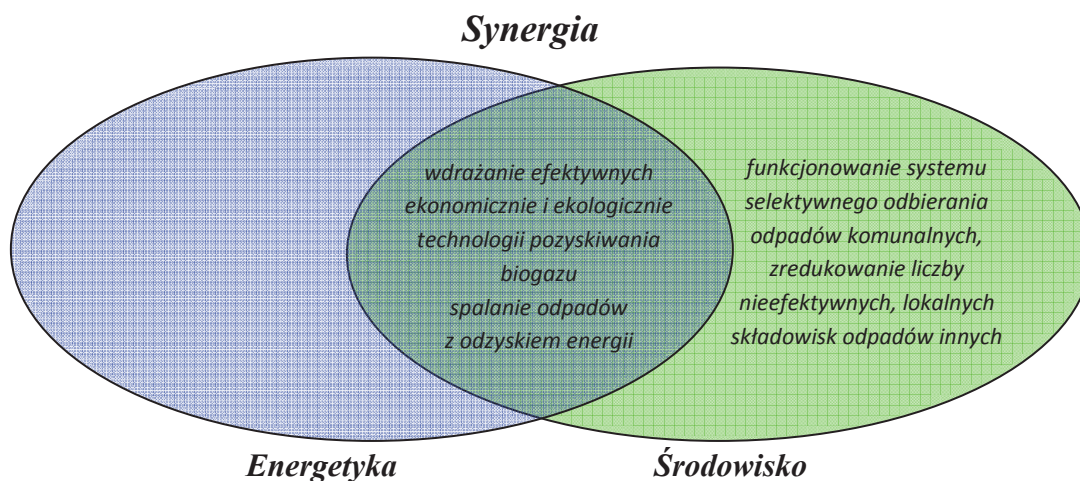 Synergia
wdrażanie efektywnych
ekonomicznie i ekologicznie
technologii pozyskiwania
biogazu
spalanie odpadów
z odzyskiem energii
funkcjonowanie systemu
selektywnego odbierania
odpadów komunalnych,
zredukowanie liczby
nieefektywnych, lokalnych
składowisk odpadów innych
Energetyka
Środowisko